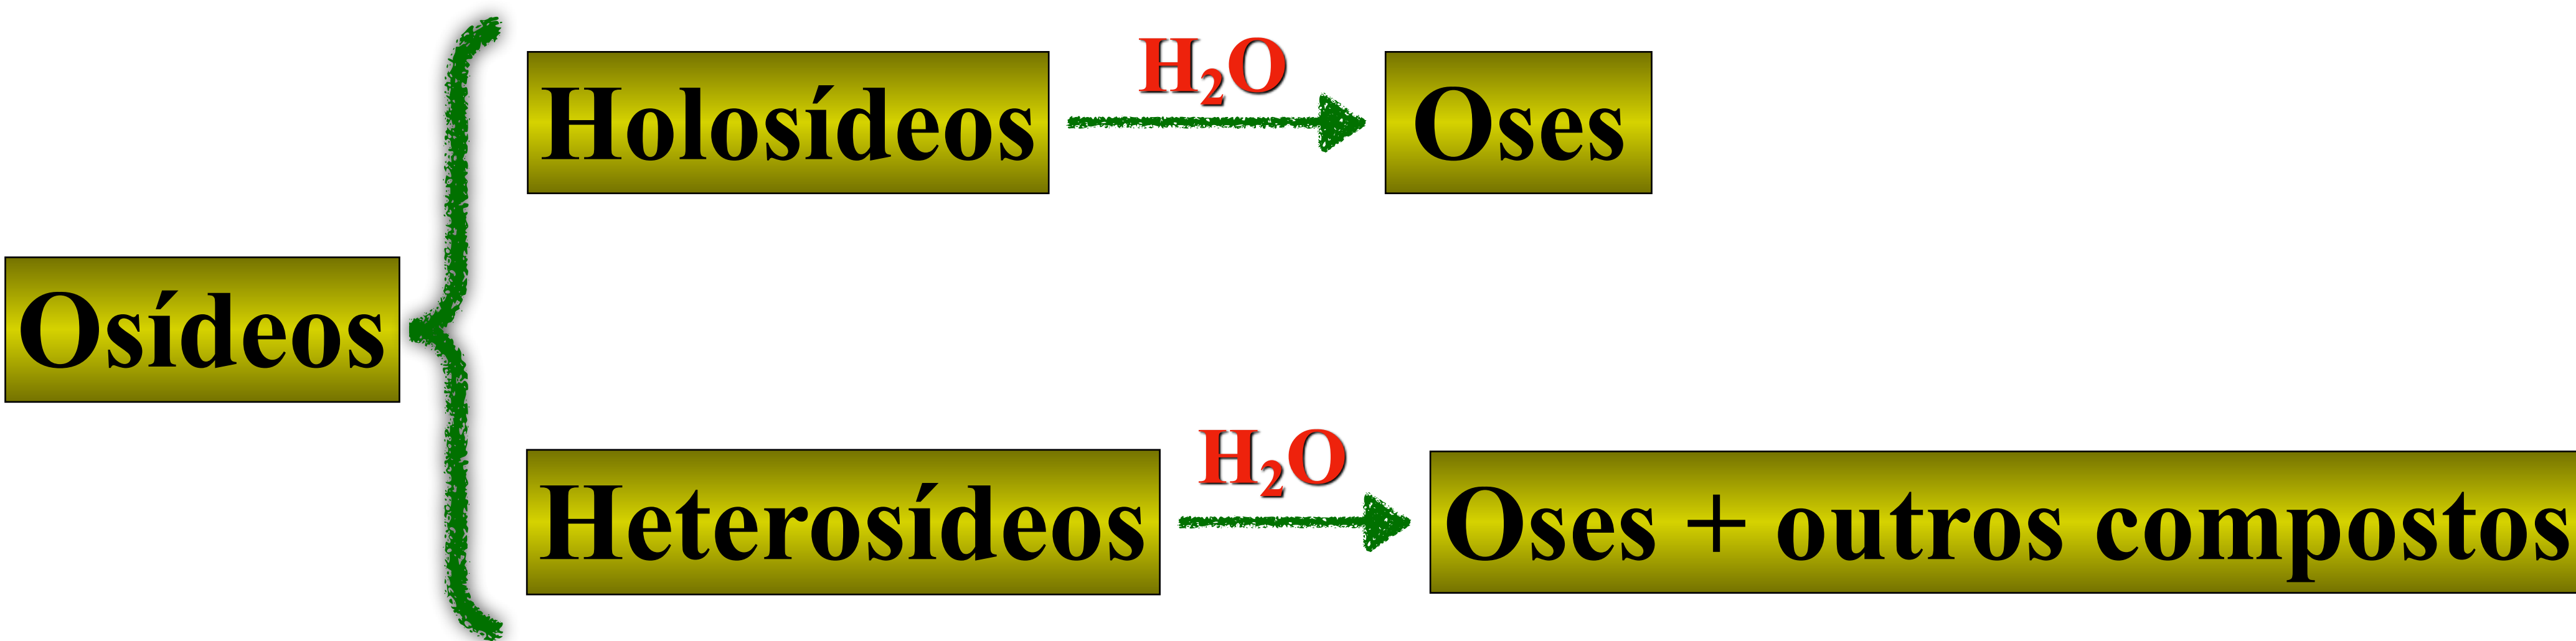 H₂O
Holosídeos
Oses
Osídeos
H₂O
Heterosídeos
Oses + outros compostos